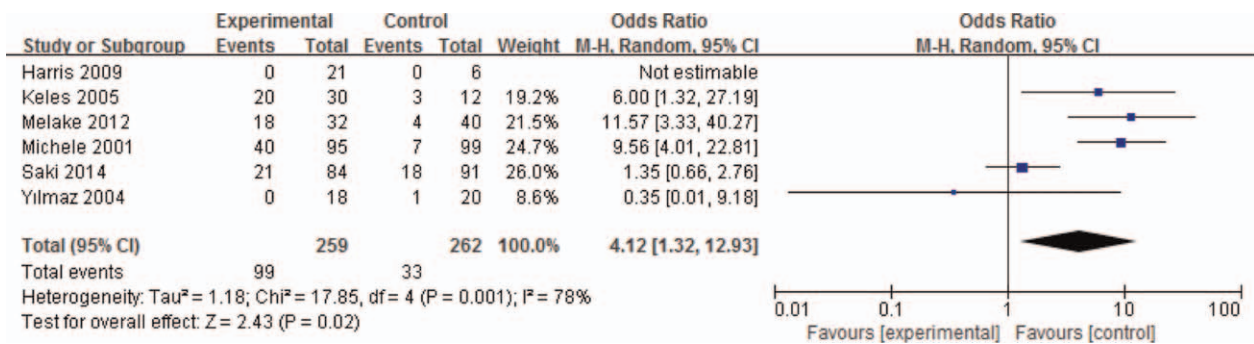 Experimental Control Odds Ratio Odds Ratio
Study or Subgroup Events Total Events Total Weight M-H, Random, 95% CI M-H, Random, 95% CI
Harris 2009 0 21 0 6 Not estimable
Keles 2005 20 30 3 12 19.2% 6.00 [1.32, 27.19]
Melake 2012 18 32 4 40 21.5% 11.57 [3.33, 40.27]
Michele 2001 40 95 7 99 24.7% 9.56 [4.01, 22.81]
Saki 2014 21 84 18 91 26.0% 1.35 [0.66, 2.76]
Yılmaz 2004 0 18 1 20 8.6% 0.35 [0.01, 9.18]
Total (95% CI) 259 262 100.0% 4.12 [1.32, 12.93]
Total events 99 33
Heterogeneity: Tau² = 1.18; Chi² = 17.85, df = 4 (P = 0.001); I² = 78%
Test for overall effect: Z = 2.43 (P = 0.02)
0.01 0.1 1 10 100
Favours [experimental] Favours [control]